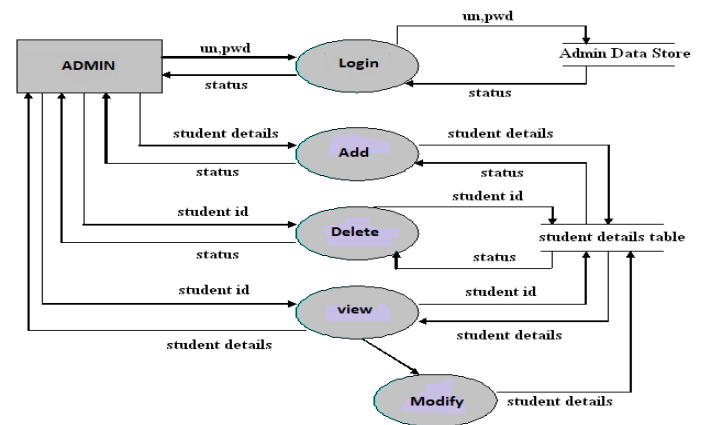 un,pwd
un,pwd
ADMIN
Login
Admin Data Store
status
status
student details
student details
Add
status
status
student id
student id
Delete
student details table
status
status
student id
view
student id
student details
student details
Modify
student details